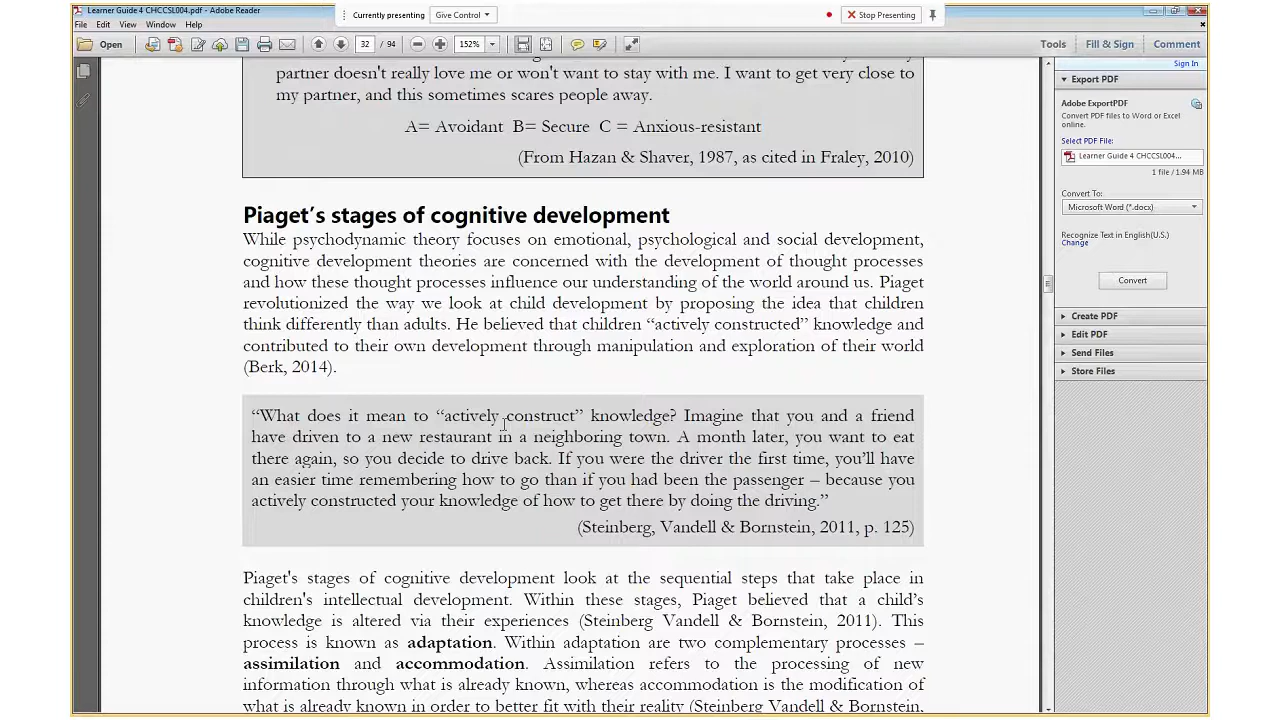 Learner Guide 4 CHCCSL004.pdf - Adobe Reader
Currently presenting Give Control Stop Presenting
File Edit View Window Help
Open 32 / 94 152% Tools Fill & Sign Comment
partner doesn't really love me or won't want to stay with me. I want to get very close to
my partner, and this sometimes scares people away.
A= Avoidant B= Secure C = Anxious-resistant
(From Hazan & Shaver, 1987, as cited in Fraley, 2010)
Piaget's stages of cognitive development
While psychodynamic theory focuses on emotional, psychological and social development,
cognitive development theories are concerned with the development of thought processes
and how these thought processes influence our understanding of the world around us. Piaget
revolutionized the way we look at child development by proposing the idea that children
think differently than adults. He believed that children “actively constructed” knowledge and
contributed to their own development through manipulation and exploration of their world
(Berk, 2014).
“What does it mean to “actively construct” knowledge? Imagine that you and a friend
have driven to a new restaurant in a neighboring town. A month later, you want to eat
there again, so you decide to drive back. If you were the driver the first time, you’ll have
an easier time remembering how to go than if you had been the passenger – because you
actively constructed your knowledge of how to get there by doing the driving.”
(Steinberg, Vandell & Bornstein, 2011, p. 125)
Piaget's stages of cognitive development look at the sequential steps that take place in
children's intellectual development. Within these stages, Piaget believed that a child’s
knowledge is altered via their experiences (Steinberg Vandell & Bornstein, 2011). This
process is known as adaptation. Within adaptation are two complementary processes –
assimilation and accommodation. Assimilation refers to the processing of new
information through what is already known, whereas accommodation is the modification of
what is already known in order to better fit with their reality (Steinberg, Vandell & Bornstein,
Sign In
Export PDF
Adobe ExportPDF
Convert PDF files to Word or Excel
online.
Select PDF File:
Learner Guide 4 CHCCSL004...
1 file / 1.94 MB
Convert To:
Microsoft Word (*.docx)
Recognize Text in English(U.S.)
Change
Convert
Create PDF
Edit PDF
Send Files
Store Files